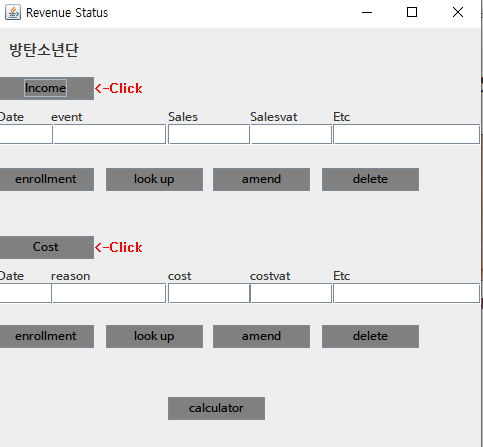 Revenue Status
방탄소년단
Income <-Click
Date event Sales Salesvat Etc
enrollment look up amend delete
Cost <-Click
Date reason cost costvat Etc
enrollment look up amend delete
calculator